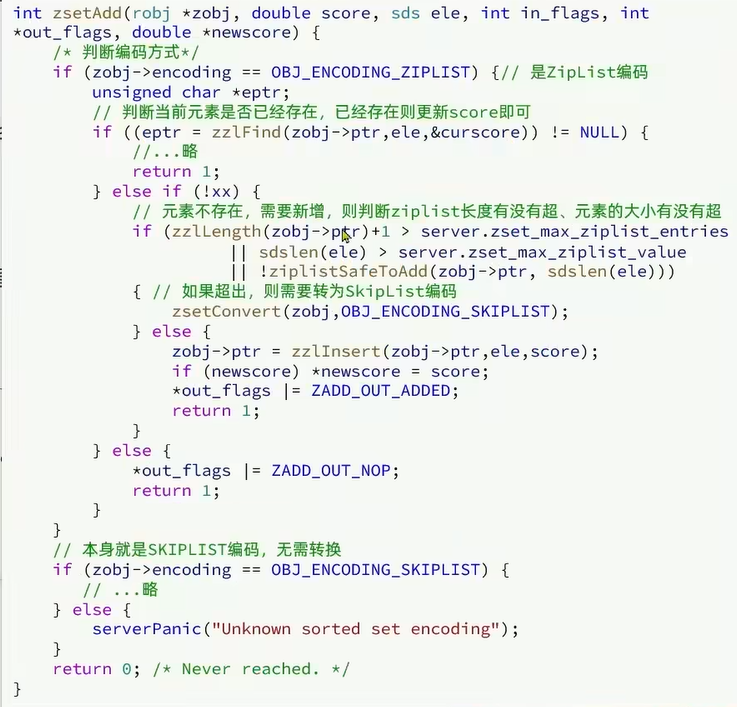 int zsetAdd(robj *zobj, double score, sds ele, int in_flags, int
*out_flags, double *newscore) {
    /* 判断编码方式*/
    if (zobj->encoding == OBJ_ENCODING_ZIPLIST) {// 是ZipList编码
        unsigned char *eptr;
        // 判断当前元素是否已经存在，已经存在则更新score即可
        if ((eptr = zzlFind(zobj->ptr,ele,&curscore)) != NULL) {
            //...略
            return 1;
        } else if (!xx) {
            // 元素不存在，需要新增，则判断ziplist长度有没有超、元素的大小有没有超
            if (zzlLength(zobj->ptr)+1 > server.zset_max_ziplist_entries
                      || sdslen(ele) > server.zset_max_ziplist_value
                      || !ziplistSafeToAdd(zobj->ptr, sdslen(ele)))
            { // 如果超出，则需要转为SkipList编码
                zsetConvert(zobj,OBJ_ENCODING_SKIPLIST);
            } else {
                zobj->ptr = zzlInsert(zobj->ptr,ele,score);
                if (newscore) *newscore = score;
                *out_flags |= ZADD_OUT_ADDED;
                return 1;
            }
        } else {
            *out_flags |= ZADD_OUT_NOP;
            return 1;
        }
    }
    // 本身就是SKIPLIST编码，无需转换
    if (zobj->encoding == OBJ_ENCODING_SKIPLIST) {
       // ...略
    } else {
        serverPanic("Unknown sorted set encoding");
    }
    return 0; /* Never reached. */
}